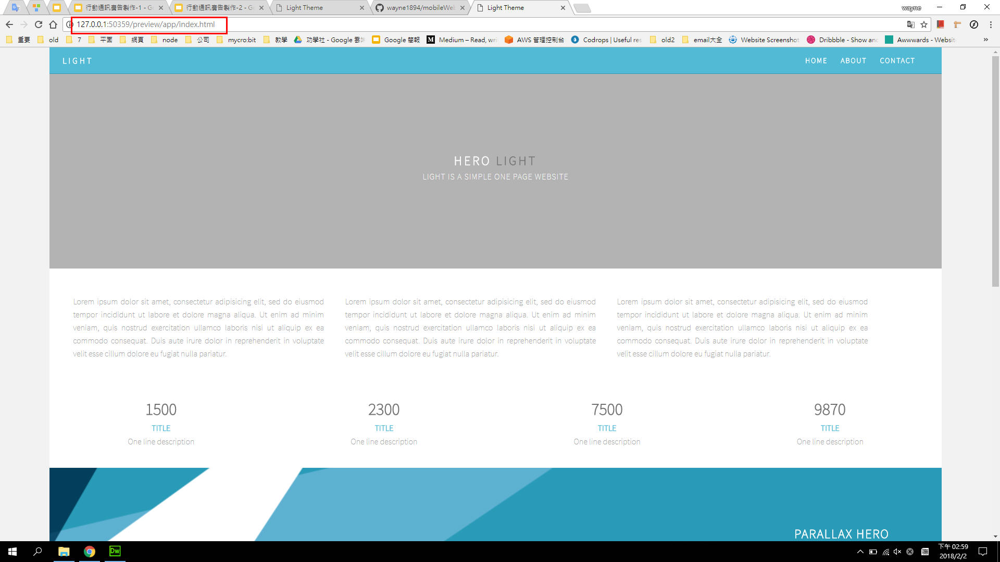 行動通訊廣告製作-1 - G
行動通訊廣告製作-2 - G
Light Theme
wayne1894/mobileWeb
Light Theme
wayne
127.0.0.1:50359/preview/app/index.html
重要 old 7 平面 網頁 node 公司 mycro:bit 教學 功學社 - Google 雲端 Google 簡報 Medium – Read, wri AWS 管理控制台 Codrops | Useful res old2 email大全 Website Screenshot Dribbble - Show and Awwwards - Websit »
LIGHT
HOME ABOUT CONTACT
HERO LIGHT
LIGHT IS A SIMPLE ONE PAGE WEBSITE
Lorem ipsum dolor sit amet, consectetur adipisicing elit, sed do eiusmod
tempor incididunt ut labore et dolore magna aliqua. Ut enim ad minim
veniam, quis nostrud exercitation ullamco laboris nisi ut aliquip ex ea
commodo consequat. Duis aute irure dolor in reprehenderit in voluptate
velit esse cillum dolore eu fugiat nulla pariatur.
Lorem ipsum dolor sit amet, consectetur adipisicing elit, sed do eiusmod
tempor incididunt ut labore et dolore magna aliqua. Ut enim ad minim
veniam, quis nostrud exercitation ullamco laboris nisi ut aliquip ex ea
commodo consequat. Duis aute irure dolor in reprehenderit in voluptate
velit esse cillum dolore eu fugiat nulla pariatur.
Lorem ipsum dolor sit amet, consectetur adipisicing elit, sed do eiusmod
tempor incididunt ut labore et dolore magna aliqua. Ut enim ad minim
veniam, quis nostrud exercitation ullamco laboris nisi ut aliquip ex ea
commodo consequat. Duis aute irure dolor in reprehenderit in voluptate
velit esse cillum dolore eu fugiat nulla pariatur.
1500
TITLE
One line description
2300
TITLE
One line description
7500
TITLE
One line description
9870
TITLE
One line description
PARALLAX HERO
Dw
下午 02:59
2018/2/2